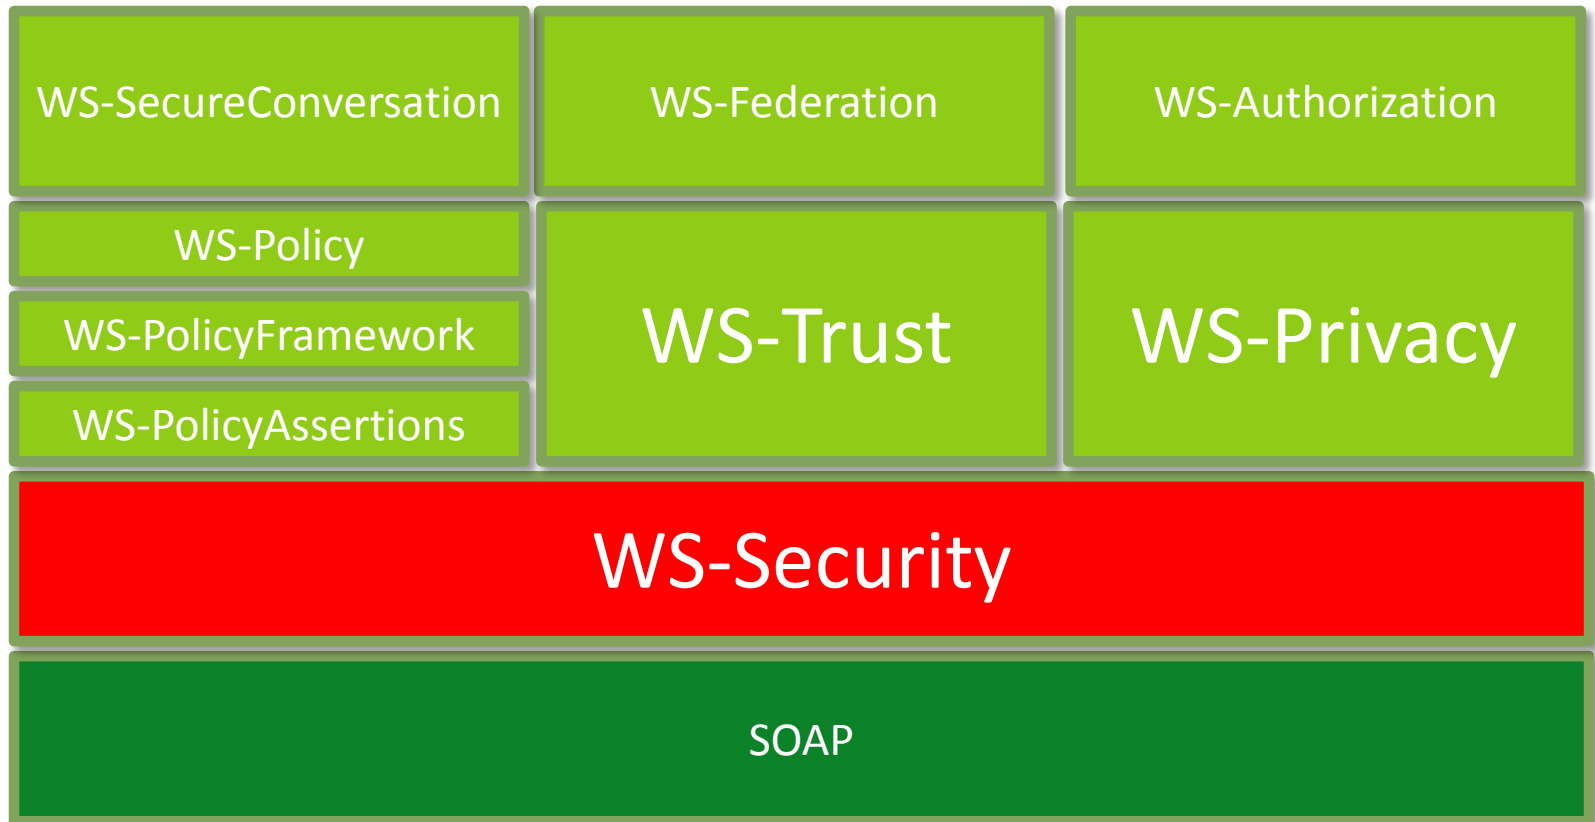 WS-SecureConversation
WS-Federation
WS-Authorization
WS-Policy
WS-PolicyFramework
WS-PolicyAssertions
WS-Trust
WS-Privacy
WS-Security
SOAP